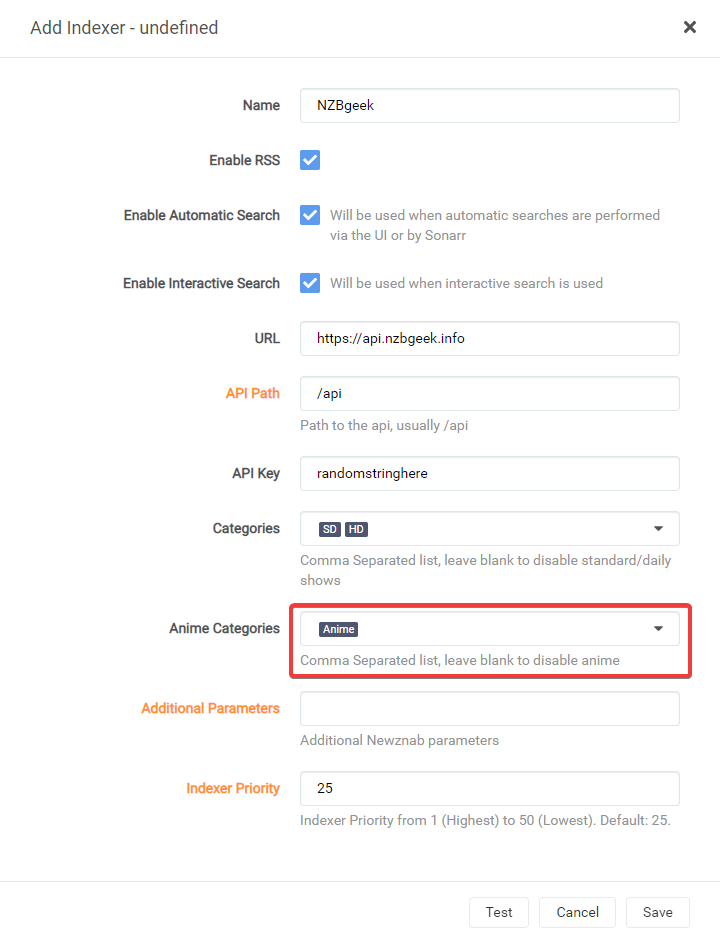 Add Indexer - undefined
Name
NZBgeek
Enable RSS
Enable Automatic Search
Will be used when automatic searches are performed
via the UI or by Sonarr
Enable Interactive Search
Will be used when interactive search is used
URL
https://api.nzbgeek.info
API Path
/api
Path to the api, usually /api
API Key
randomstringhere
Categories
SD HD
Comma Separated list, leave blank to disable standard/daily
shows
Anime Categories
Anime
Comma Separated list, leave blank to disable anime
Additional Parameters
Additional Newznab parameters
Indexer Priority
25
Indexer Priority from 1 (Highest) to 50 (Lowest). Default: 25.
Test Cancel Save